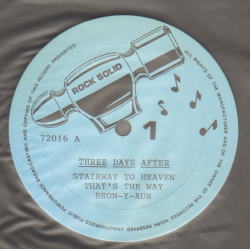 ROCK SOLID
72016 A
1
THREE DAYS AFTER
STAIRWAY TO HEAVEN
THAT'S THE WAY
BRON-Y-AUR
ALL RIGHTS OF THE MANUFACTURER AND OF THE OWNER OF THE RECORDED WORK RESERVED UNAUTHORIZED PUBLIC PERFORMANCE BROADCASTING AND COPYING OF THIS RECORD PROHIBITED